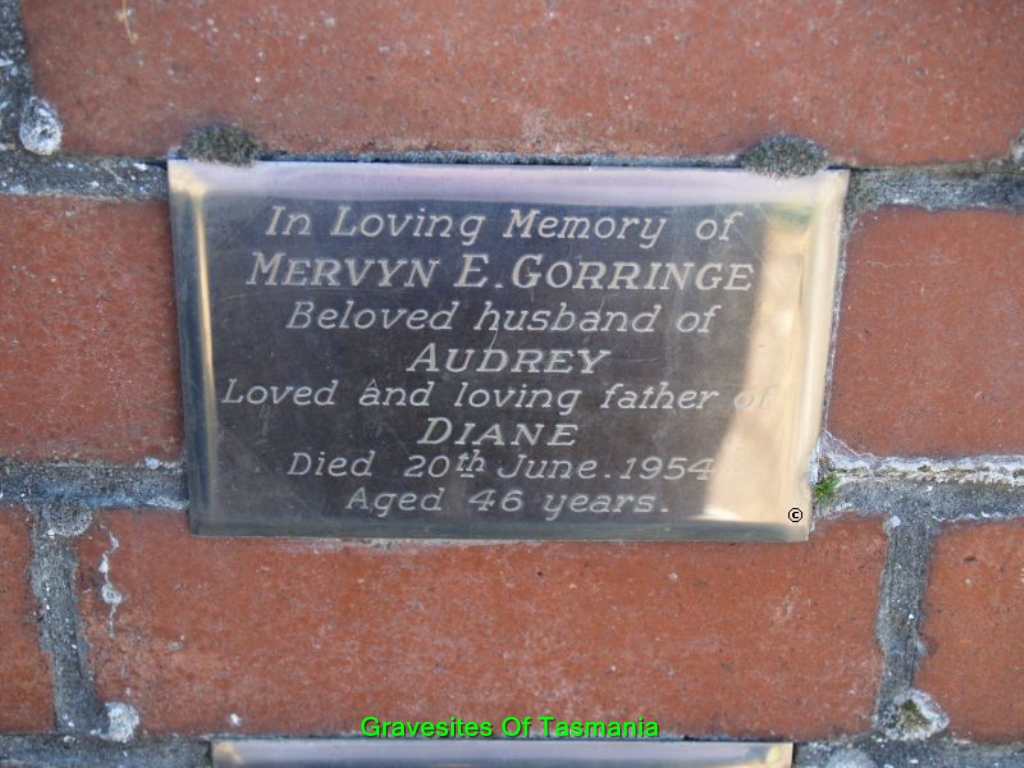 In Loving Memory of
MERVYN E. GORRINGE
Beloved husband of
AUDREY
Loved and loving father of
DIANE
Died 20th June. 1954
Aged 46 years.
©
Gravesites Of Tasmania